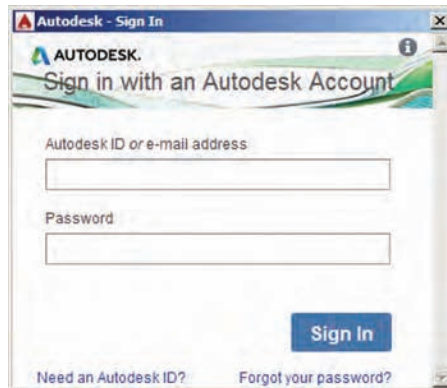 Autodesk - Sign In
AUTODESK.
Sign in with an Autodesk Account
Autodesk ID or e-mail address
Password
Sign In
Need an Autodesk ID? Forgot your password?